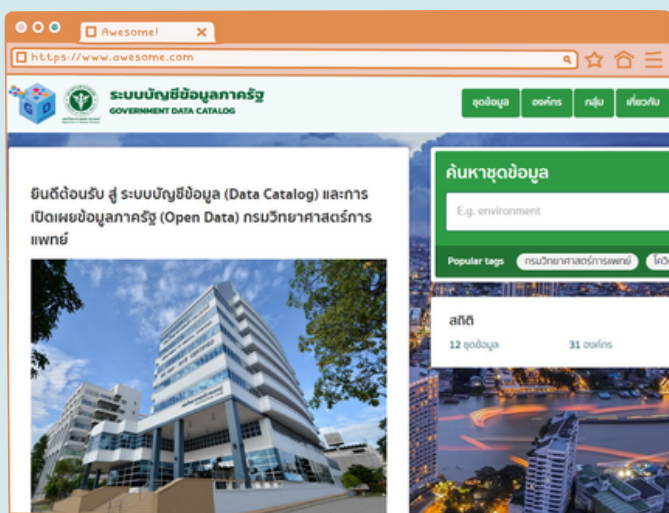 Awesome!
https://www.awesome.com
ระบบบัญชีข้อมูลภาครัฐ
GOVERNMENT DATA CATALOG
ชุดข้อมูล องค์กร กลุ่ม เกี่ยวกับ
ยินดีต้อนรับ สู่ ระบบบัญชีข้อมูล (Data Catalog) และการ
เปิดเผยข้อมูลภาครัฐ (Open Data) กรมวิทยาศาสตร์การ
แพทย์
ค้นหาชุดข้อมูล
E.g. environment
Popular tags กรมวิทยาศาสตร์การแพทย์
สถิติ
12 ชุดข้อมูล 31 องค์กร